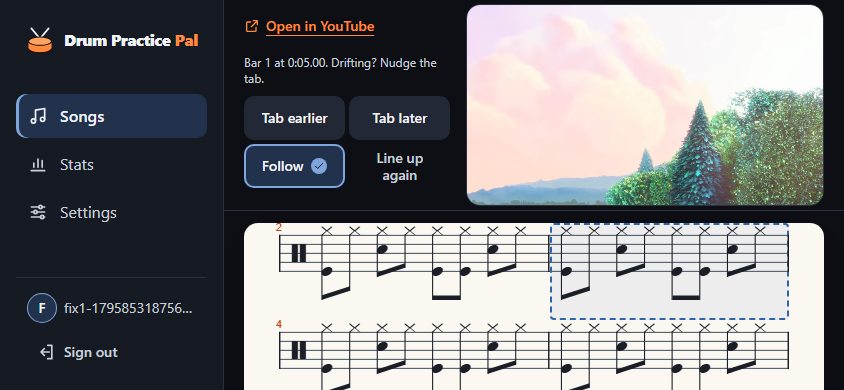 Drum Practice Pal
Songs
Stats
Settings
F fix1-179585318756...
Sign out
Open in YouTube
Bar 1 at 0:05.00. Drifting? Nudge the
tab.
Tab earlier
Tab later
Follow
Line up
again
2
4